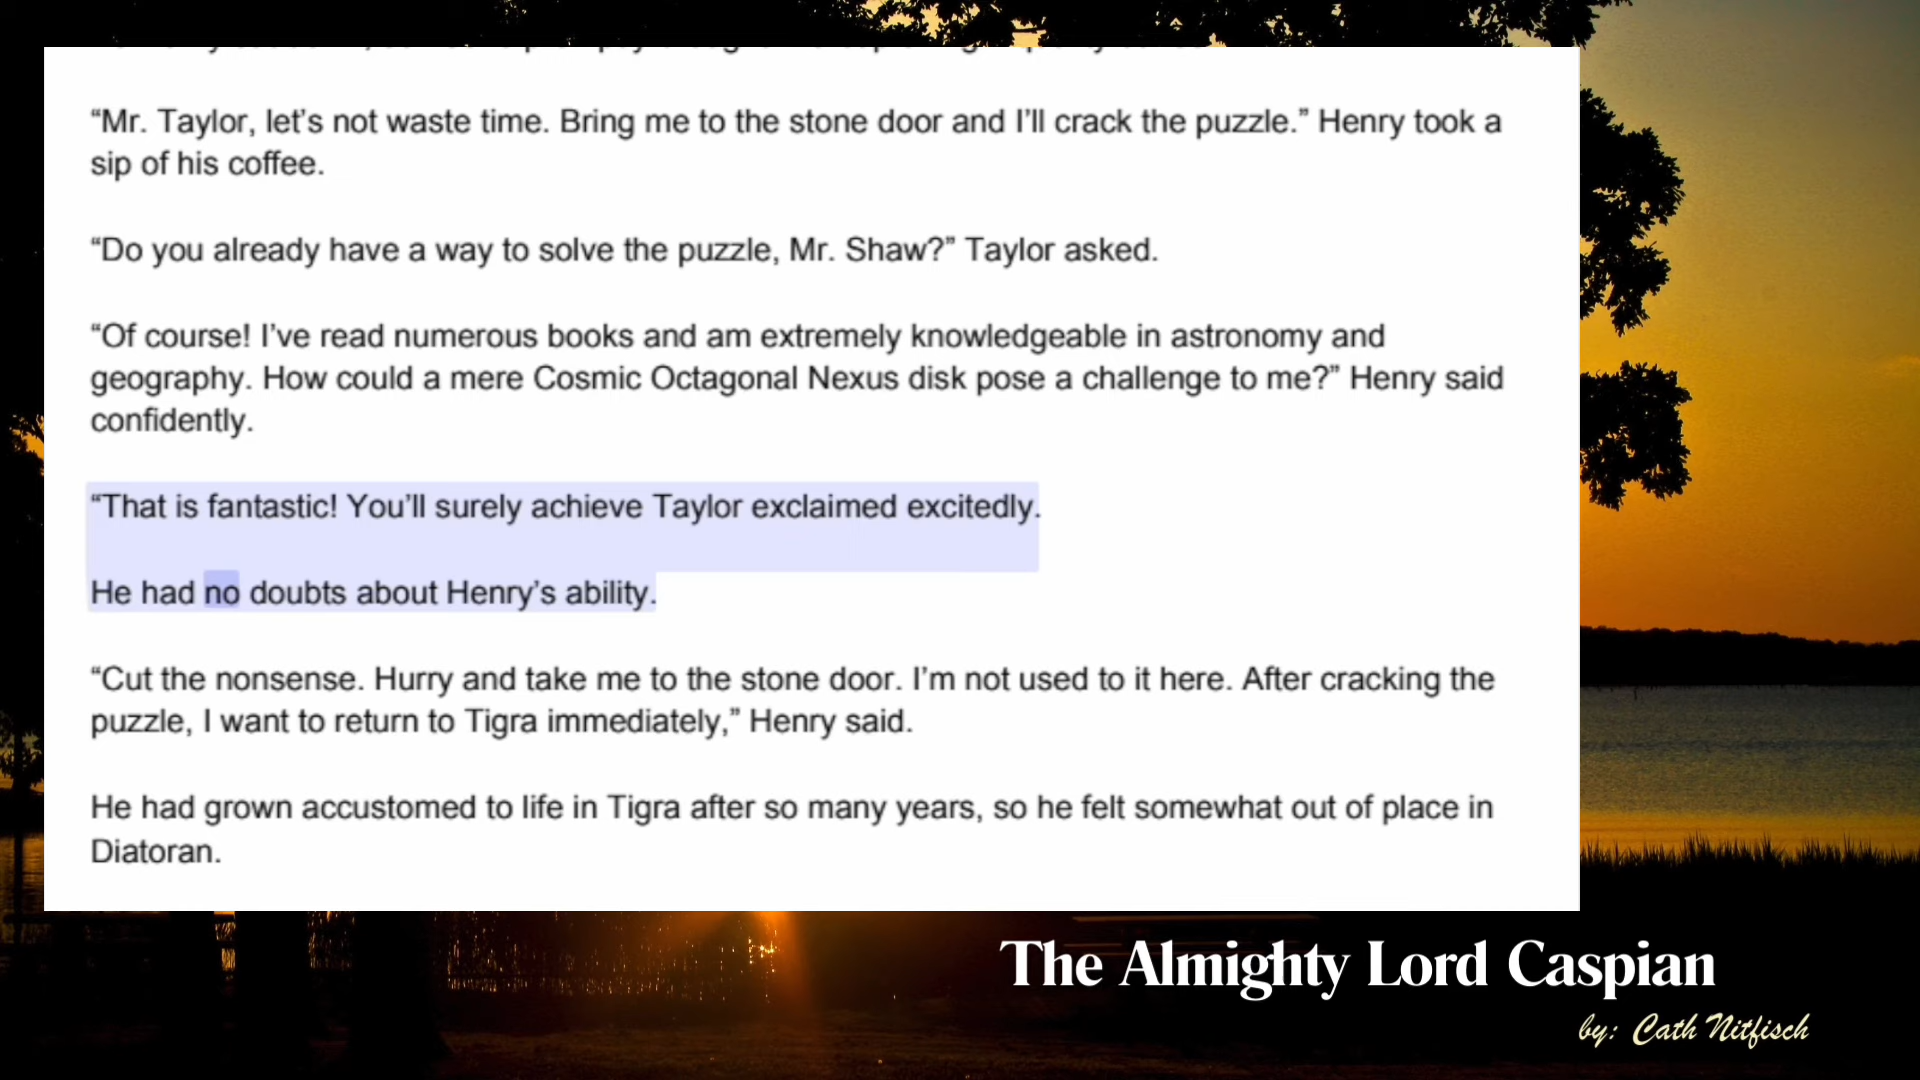 “Mr. Taylor, let’s not waste time. Bring me to the stone door and I’ll crack the puzzle.” Henry took a
sip of his coffee.
“Do you already have a way to solve the puzzle, Mr. Shaw?” Taylor asked.
“Of course! I’ve read numerous books and am extremely knowledgeable in astronomy and
geography. How could a mere Cosmic Octagonal Nexus disk pose a challenge to me?” Henry said
confidently.
“That is fantastic! You’ll surely achieve Taylor exclaimed excitedly.
He had no doubts about Henry’s ability.
“Cut the nonsense. Hurry and take me to the stone door. I’m not used to it here. After cracking the
puzzle, I want to return to Tigra immediately,” Henry said.
He had grown accustomed to life in Tigra after so many years, so he felt somewhat out of place in
Diatoran.
The Almighty Lord Caspian
by: Cath Nitfisch